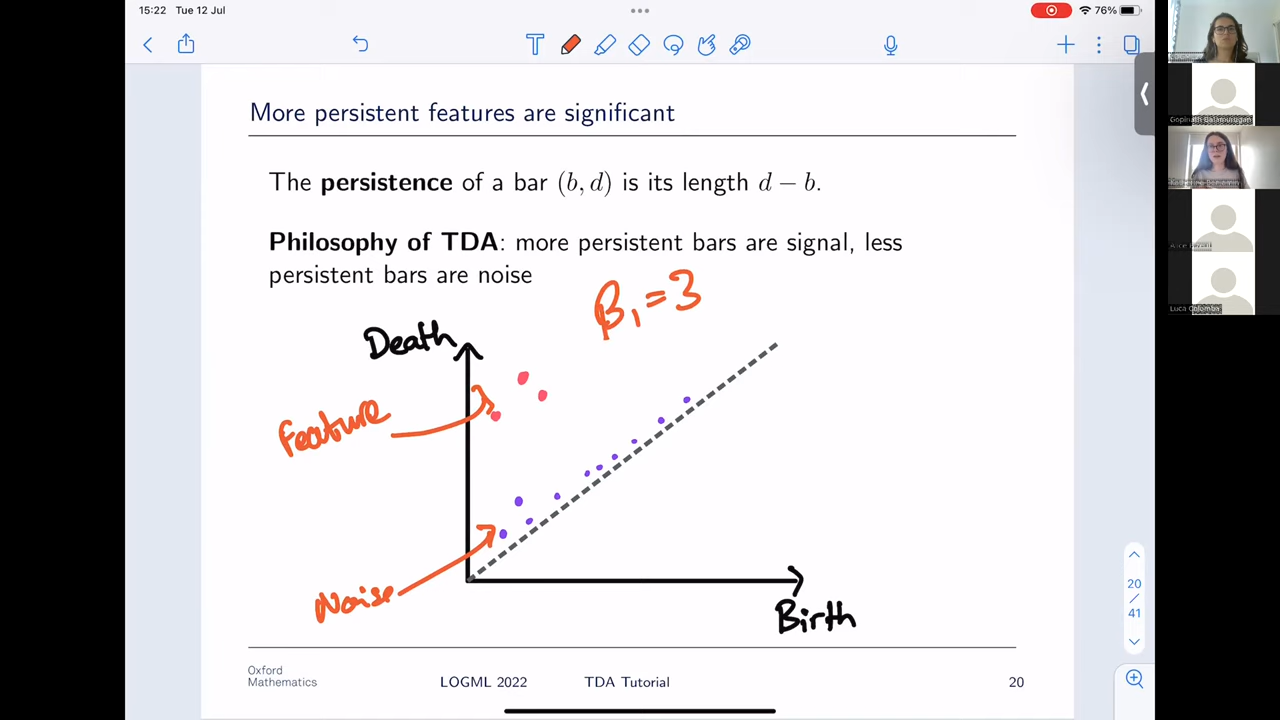 15:22 Tue 12 Jul
76%
T
More persistent features are significant
The persistence of a bar (b, d) is its length d − b.
Philosophy of TDA: more persistent bars are signal, less
persistent bars are noise
β₁=3
Death
Feature
Noise
Birth
20
/
41
Oxford
Mathematics
LOGML 2022
TDA Tutorial
20
Gopinath Balamurugan
Luca Colombo